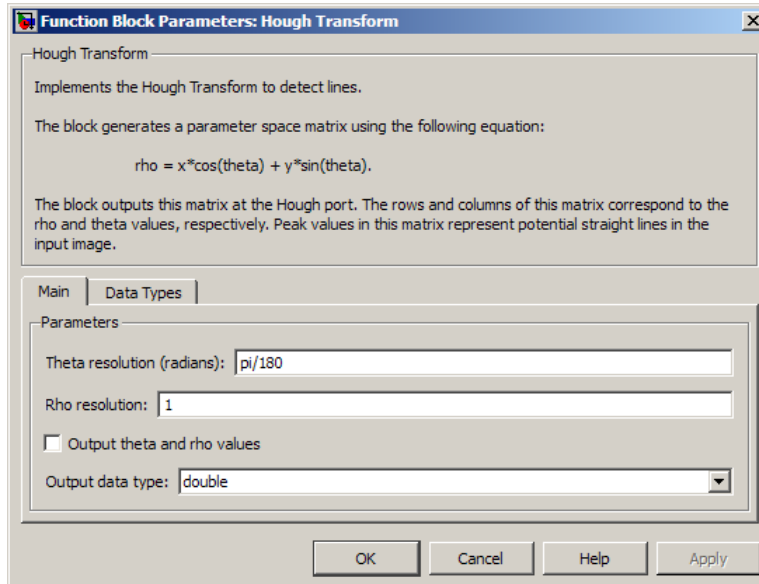 Function Block Parameters: Hough Transform
Hough Transform
Implements the Hough Transform to detect lines.
The block generates a parameter space matrix using the following equation:
rho = x*cos(theta) + y*sin(theta).
The block outputs this matrix at the Hough port. The rows and columns of this matrix correspond to the
rho and theta values, respectively. Peak values in this matrix represent potential straight lines in the
input image.
Main Data Types
Parameters
Theta resolution (radians): pi/180
Rho resolution: 1
Output theta and rho values
Output data type: double
OK Cancel Help Apply